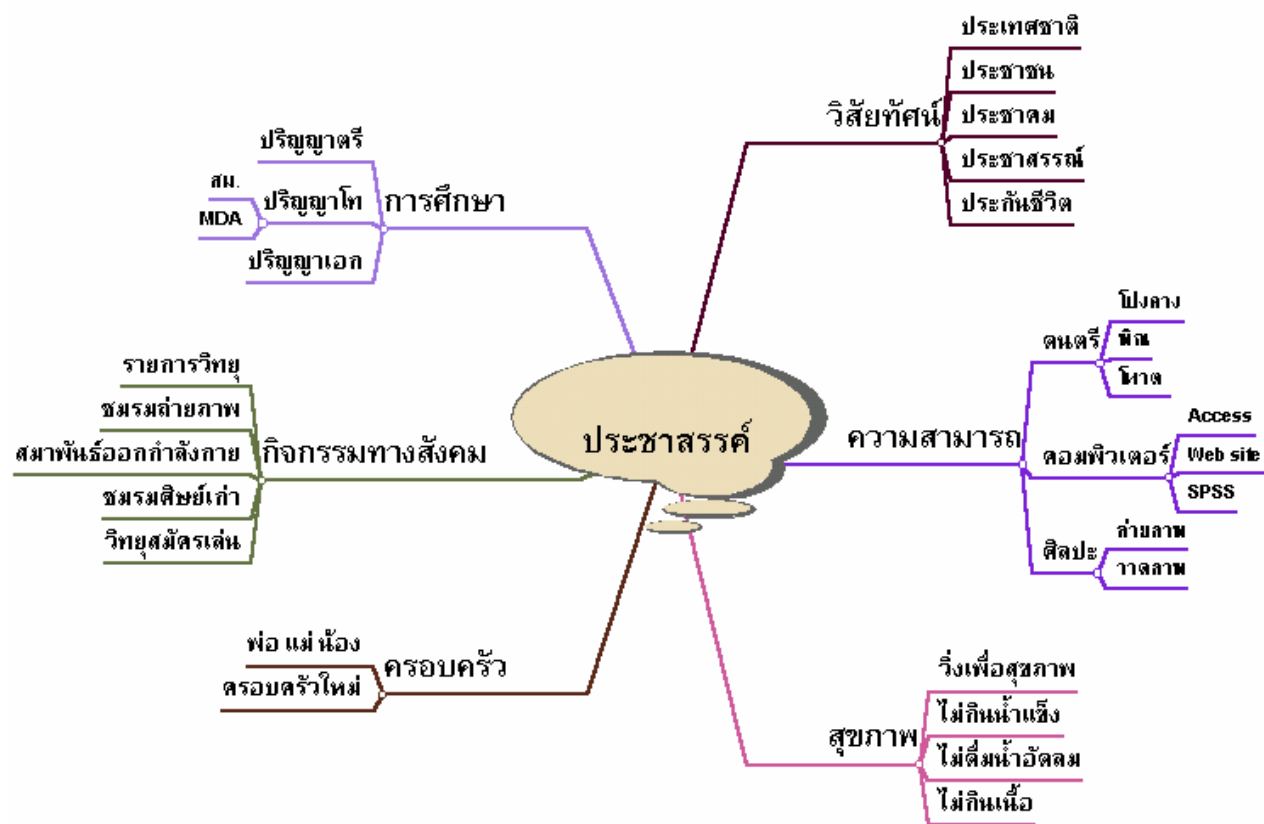 ประชาสรรค์
วิสัยทัศน์
ประเทศชาติ
ประชาชน
ประชาคม
ประชาสรรณ์
ประกันชีวิต
ความสามารถ
ดนตรี
โปงลาง
พิณ
โหวด
คอมพิวเตอร์
Access
Web site
SPSS
ศิลปะ
ถ่ายภาพ
วาดภาพ
สุขภาพ
วิ่งเพื่อสุขภาพ
ไม่กินน้ำแข็ง
ไม่ดื่มน้ำอัดลม
ไม่กินเนื้อ
ครอบครัว
พ่อ แม่ น้อง
ครอบครัวใหม่
กิจกรรมทางสังคม
รายการวิทยุ
ชมรมถ่ายภาพ
สมาพันธ์ออกกำลังกาย
ชมรมศิษย์เก่า
วิทยุสมัครเล่น
การศึกษา
ปริญญาตรี
ปริญญาโท
สม.
MDA
ปริญญาเอก